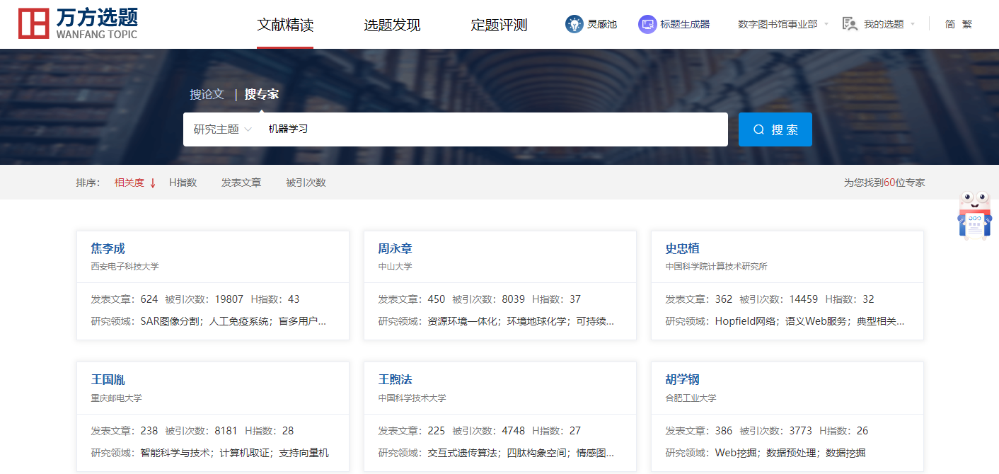 万方选题
WANFANG TOPIC
文献精读 选题发现 定题评测 灵感池 标题生成器 数字图书馆事业部 我的选题 简 繁
搜论文 | 搜专家
研究主题 机器学习 搜索
排序： 相关度 ↓ H指数 发表文章 被引次数 为您找到60位专家
焦李成 周永章 史忠植
西安电子科技大学 中山大学 中国科学院计算技术研究所
发表文章：624 被引次数：19807 H指数：43 发表文章：450 被引次数：8039 H指数：37 发表文章：362 被引次数：14459 H指数：32
研究领域：SAR图像分割；人工免疫系统；盲多用户... 研究领域：资源环境一体化；环境地球化学；可持续... 研究领域：Hopfield网络；语义Web服务；典型相关...
王国胤 王煦法 胡学钢
重庆邮电大学 中国科学技术大学 合肥工业大学
发表文章：238 被引次数：8181 H指数：28 发表文章：225 被引次数：4748 H指数：27 发表文章：386 被引次数：3773 H指数：26
研究领域：智能科学与技术；计算机取证；支持向量机 研究领域：交互式遗传算法；四肽构象空间；情感图... 研究领域：Web挖掘；数据预处理；数据挖掘